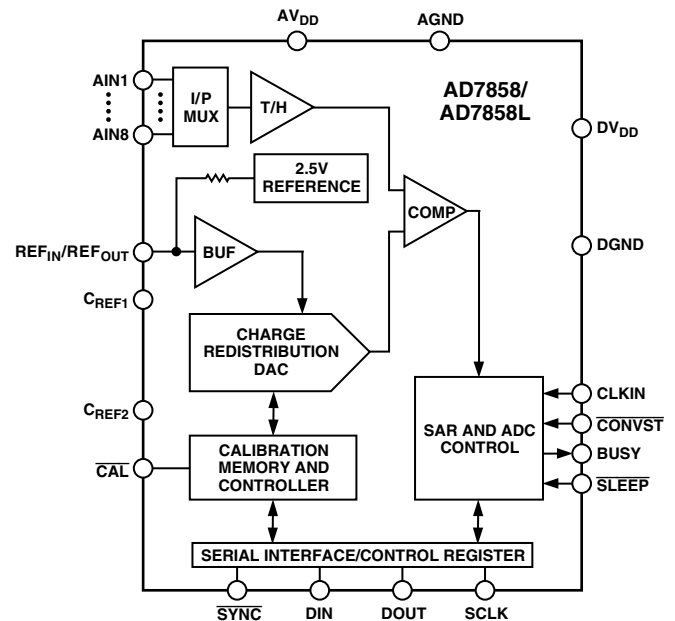 AVDD
AGND
AIN1
AIN8
I/P
MUX
T/H
AD7858/
AD7858L
DVDD
2.5V
REFERENCE
COMP
REFIN/REFOUT
BUF
DGND
CREF1
CHARGE
REDISTRIBUTION
DAC
CREF2
CLKIN
SAR AND ADC
CONTROL
CONVST
BUSY
SLEEP
CAL
CALIBRATION
MEMORY AND
CONTROLLER
SERIAL INTERFACE/CONTROL REGISTER
SYNC
DIN
DOUT
SCLK